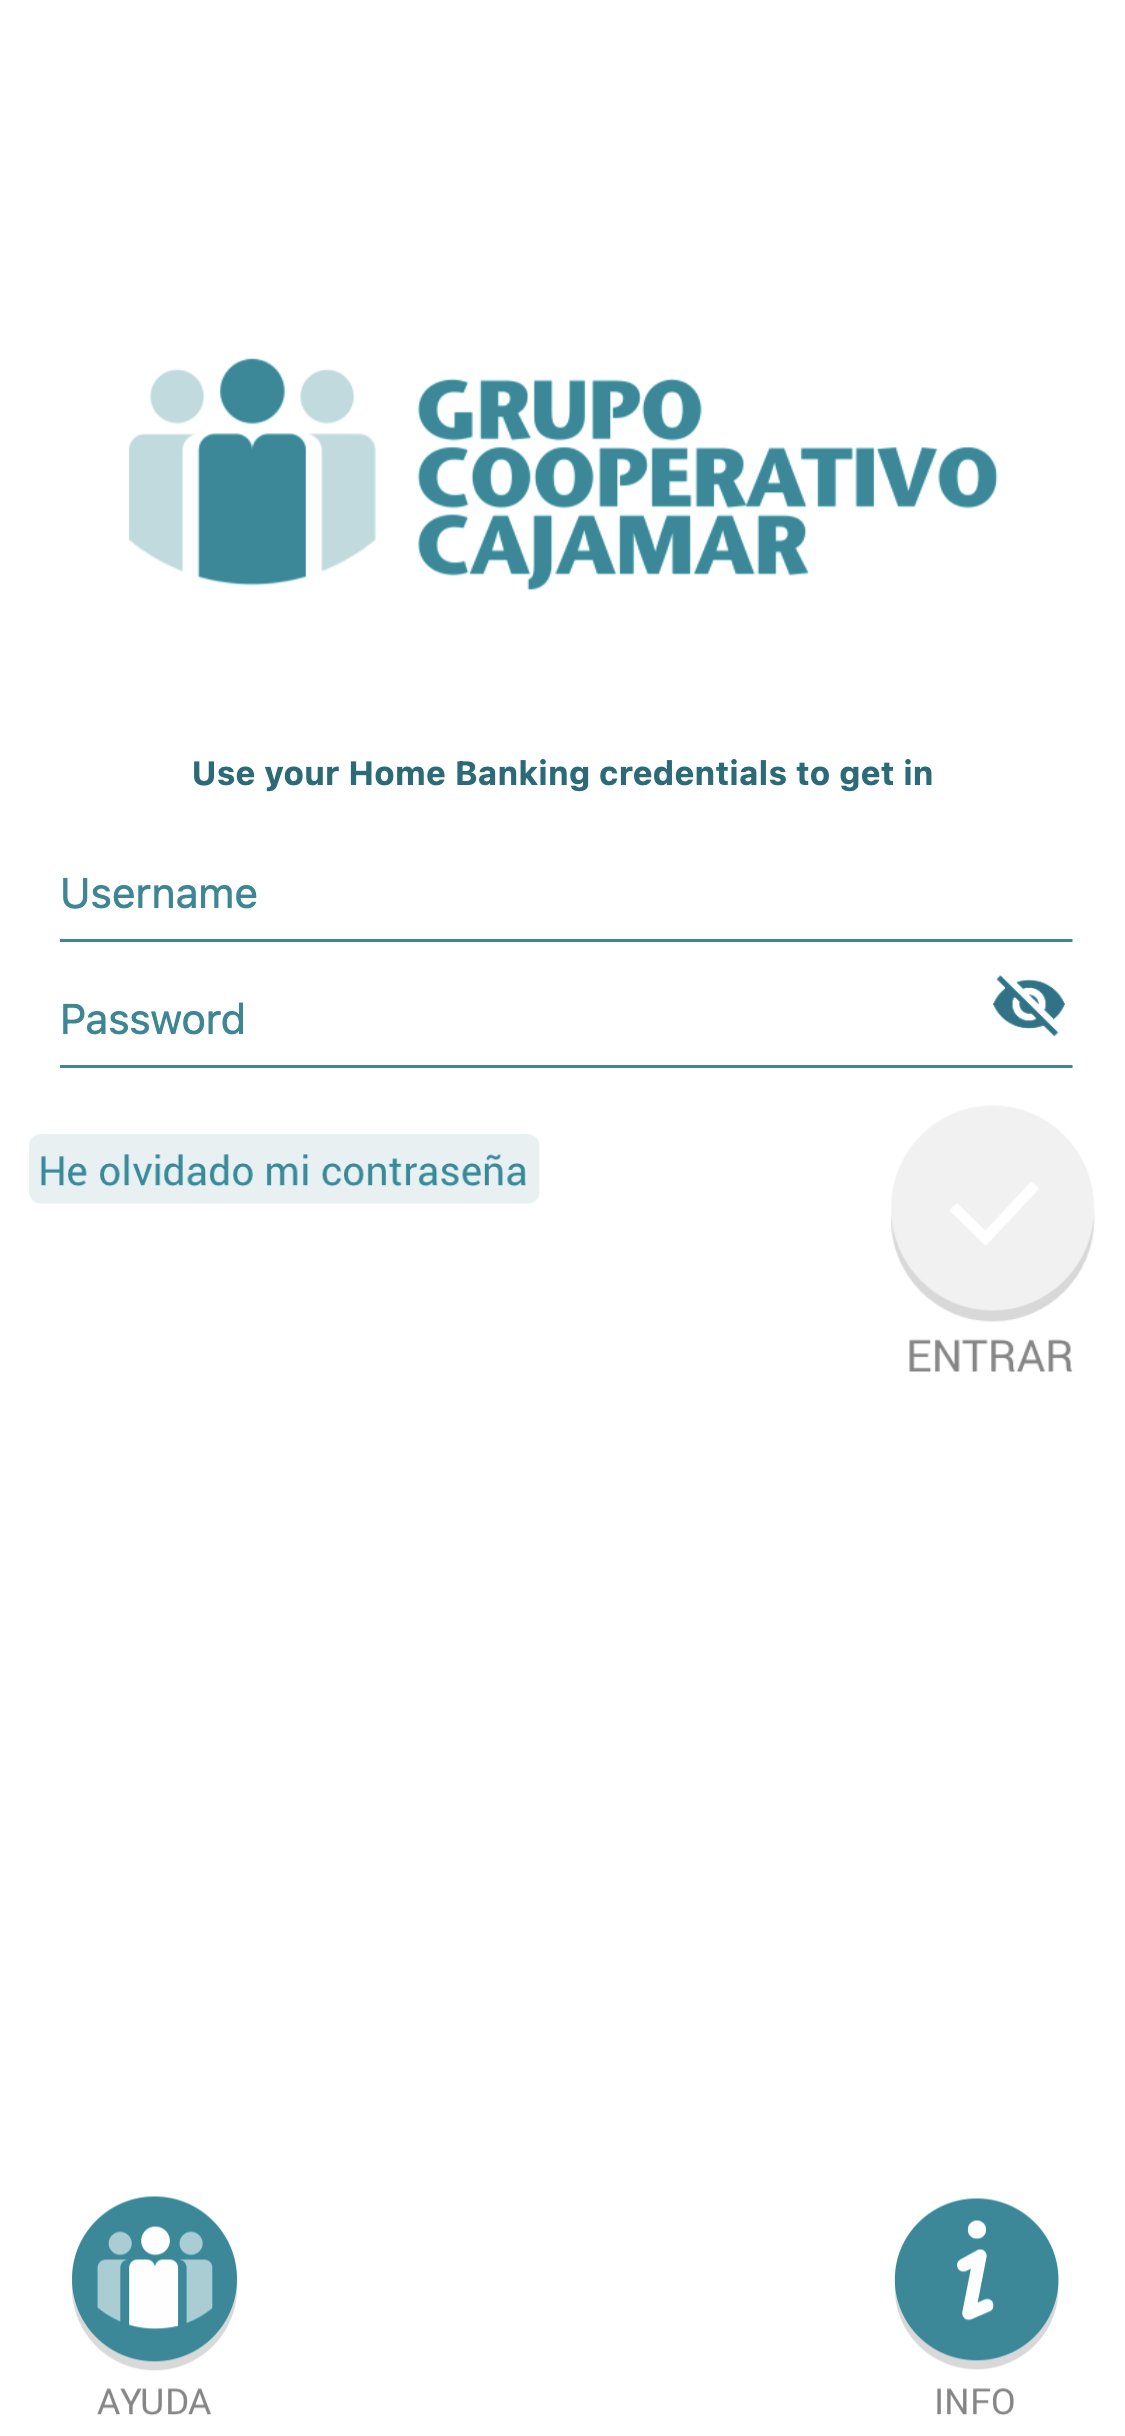 GRUPO
COOPERATIVO
CAJAMAR
Use your Home Banking credentials to get in
Username
Password
He olvidado mi contraseña
ENTRAR
AYUDA
INFO